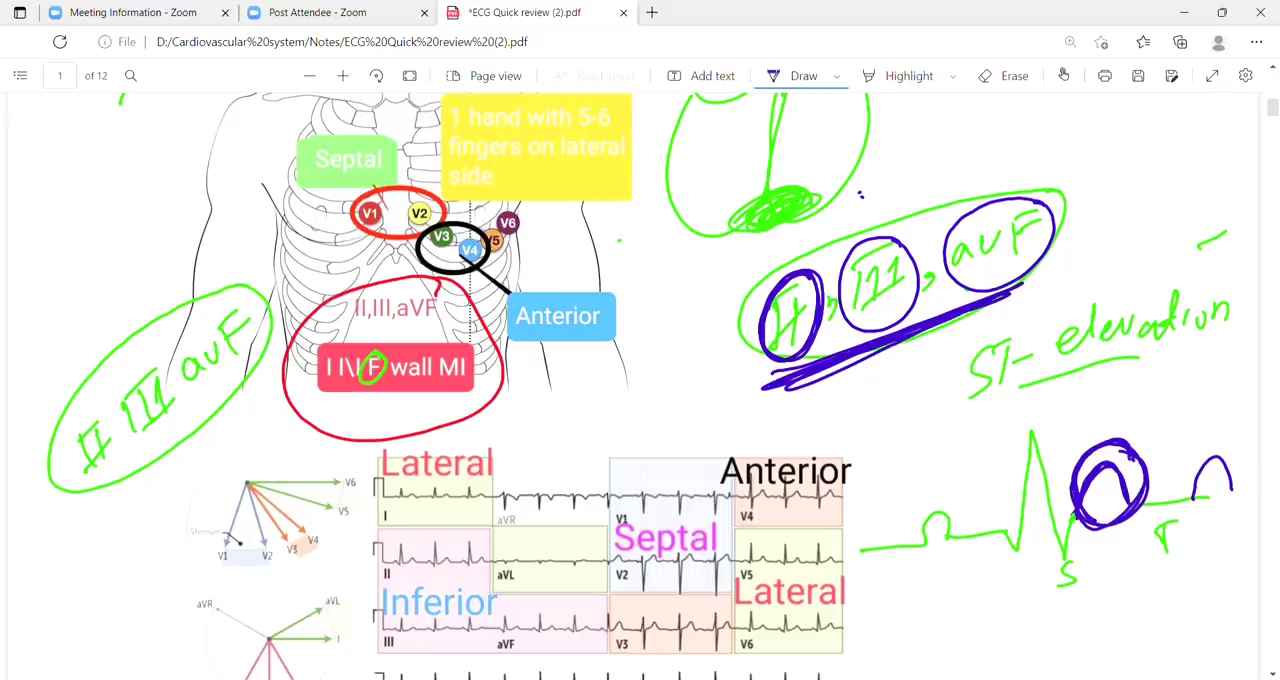 Meeting Information - Zoom
Post Attendee - Zoom
*ECG Quick review (2).pdf
File
D:/Cardiovascular%20system/Notes/ECG%20Quick%20review%20(2).pdf
1 of 12
Page view
Add text
Draw
Highlight
Erase
1 hand with 5-6
fingers on lateral
side
Septal
V1
V2
V3
V4
V5
V6
II,III,aVF
Anterior
I I\I F wall MI
II III avF
II, III, avF
ST- elevation
S
T
Lateral
Anterior
I
aVR
V1
V4
Septal
II
aVL
V2
V5
Inferior
Lateral
III
aVF
V3
V6
V6
V5
Sternum
V4
V3
V1
V2
aVR
aVL
I